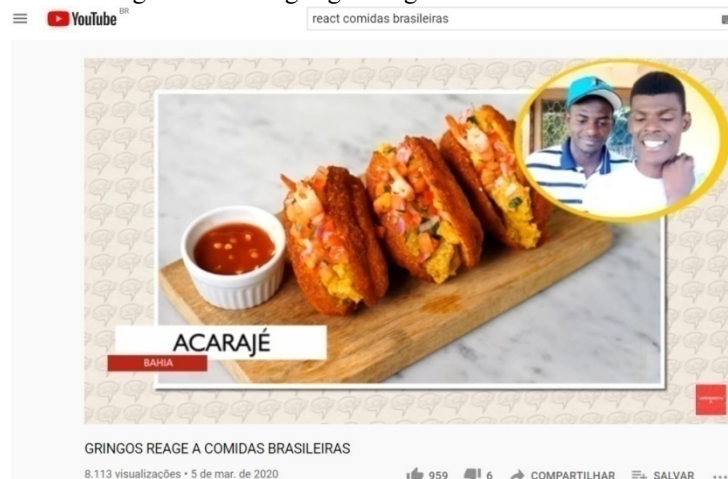 YouTube BR
react comidas brasileiras
ACARAJÉ
BAHIA
GRINGOS REAGE A COMIDAS BRASILEIRAS
8.113 visualizações • 5 de mar. de 2020
959 6 COMPARTILHAR SALVAR ...